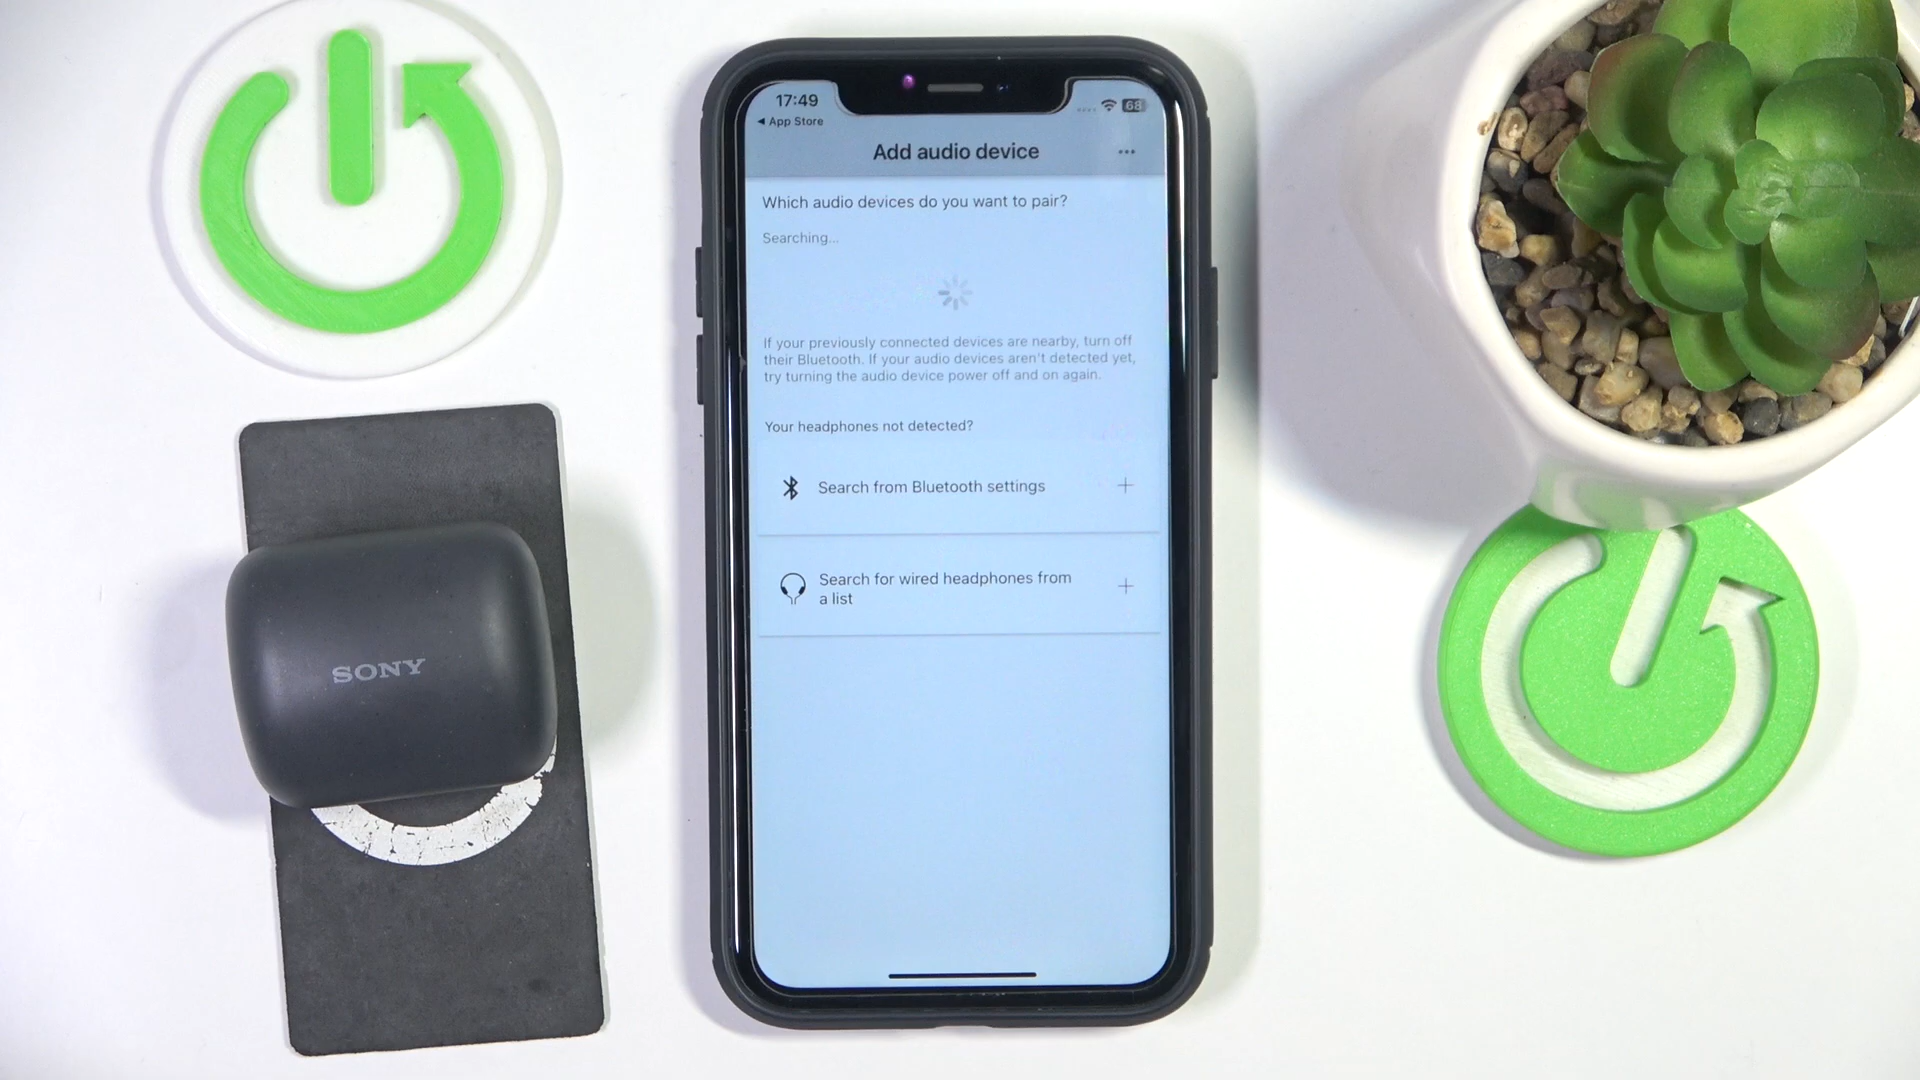 17:49
68
◄ App Store
Add audio device
Which audio devices do you want to pair?
Searching...
If your previously connected devices are nearby, turn off
their Bluetooth. If your audio devices aren't detected yet,
try turning the audio device power off and on again.
Your headphones not detected?
Search from Bluetooth settings
Search for wired headphones from
a list
SONY